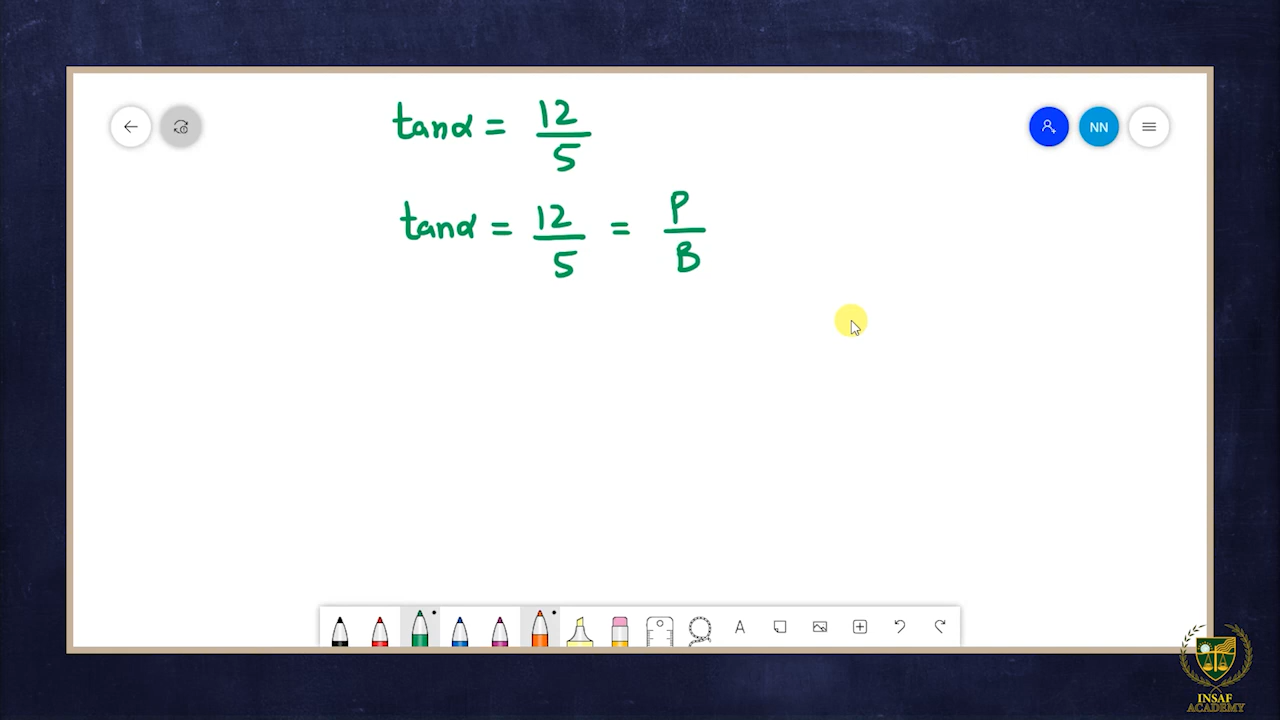 tanα = 12/5
NN
tanα = 12/5 = P/B
A
INSAF
ACADEMY